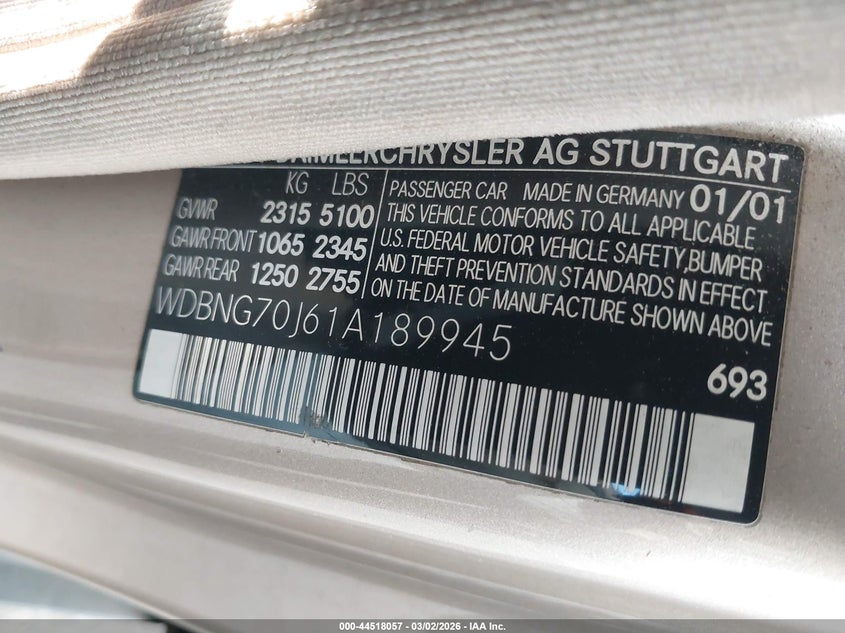 DAIMLERCHRYSLER AG STUTTGART
KG LBS
GVWR 2315 5100
GAWR FRONT 1065 2345
GAWR REAR 1250 2755
PASSENGER CAR MADE IN GERMANY 01/01
THIS VEHICLE CONFORMS TO ALL APPLICABLE
U.S. FEDERAL MOTOR VEHICLE SAFETY,BUMPER
AND THEFT PREVENTION STANDARDS IN EFFECT
ON THE DATE OF MANUFACTURE SHOWN ABOVE
WDBNG70J61A189945
693
000-44518057 - 03/02/2026 - IAA Inc.